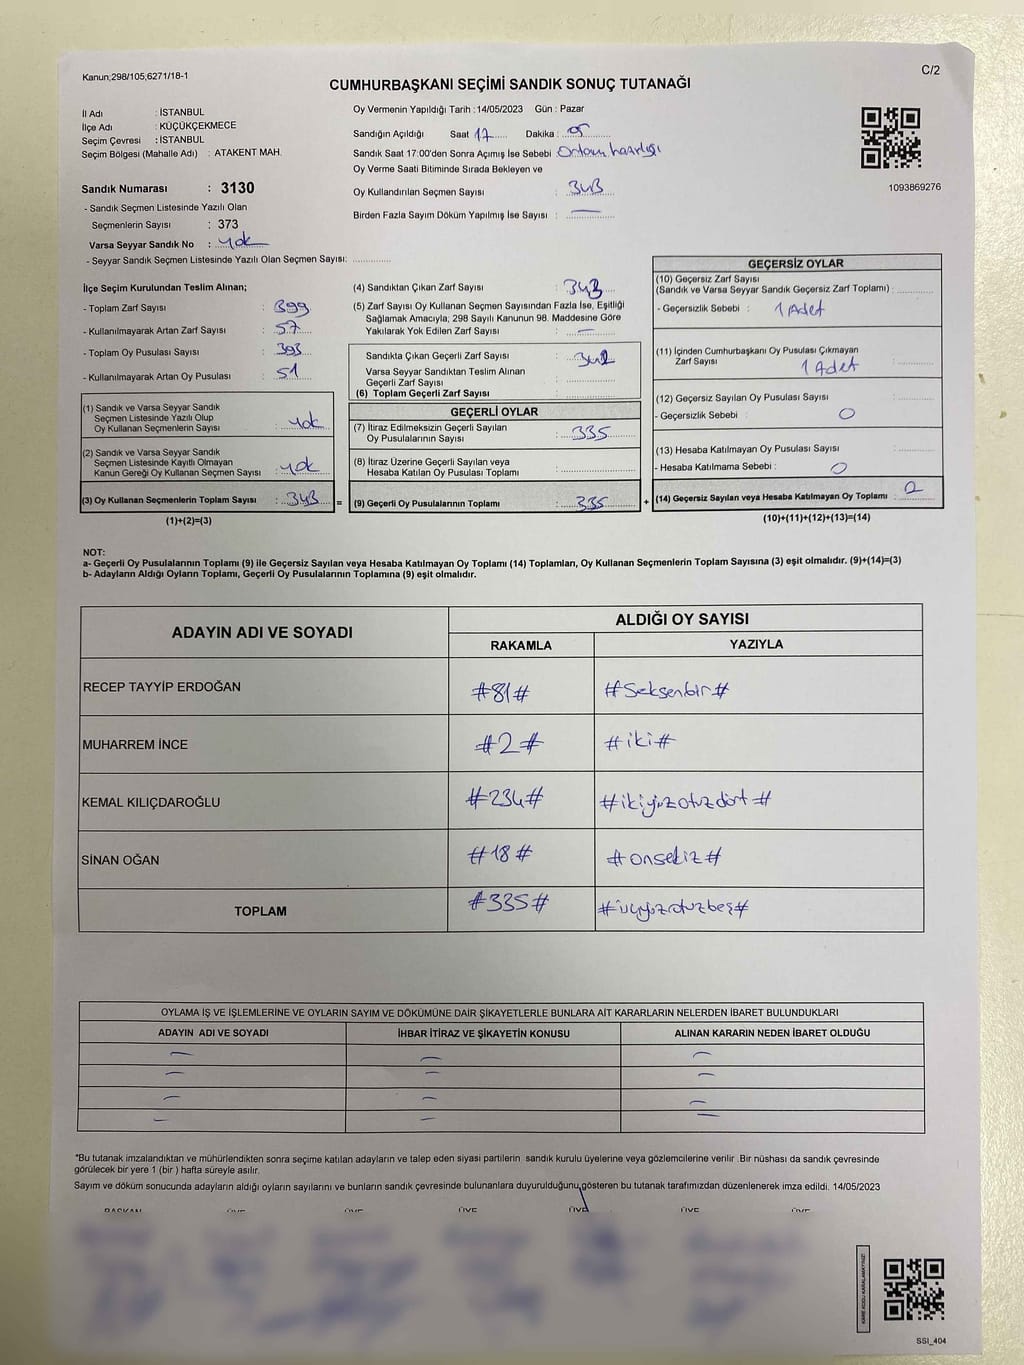 Kanun;298/105,6271/18-1
C/2
CUMHURBAŞKANI SEÇİMİ SANDIK SONUÇ TUTANAĞI
İl Adı : İSTANBUL
İlçe Adı : KÜÇÜKÇEKMECE
Seçim Çevresi : İSTANBUL
Seçim Bölgesi (Mahalle Adı) : ATAKENT MAH.
Sandık Numarası : 3130
- Sandık Seçmen Listesinde Yazılı Olan
Seçmenlerin Sayısı : 373
Varsa Seyyar Sandık No : yok
- Seyyar Sandık Seçmen Listesinde Yazılı Olan Seçmen Sayısı:
Oy Vermenin Yapıldığı Tarih : 14/05/2023 Gün : Pazar
Sandığın Açıldığı Saat 17 Dakika : 05
Sandık Saat 17:00'den Sonra Açımış İse Sebebi Ortam hazırlığı
Oy Verme Saati Bitiminde Sırada Bekleyen ve
Oy Kullandırılan Seçmen Sayısı : 343
Birden Fazla Sayım Döküm Yapılmış İse Sayısı : —
1093869276
İlçe Seçim Kurulundan Teslim Alınan;
- Toplam Zarf Sayısı : 399
- Kullanılmayarak Artan Zarf Sayısı : 57
- Toplam Oy Pusulası Sayısı : 393
- Kullanılmayarak Artan Oy Pusulası : 51
(1) Sandık ve Varsa Seyyar Sandık
Seçmen Listesinde Yazılı Olup
Oy Kullanan Seçmenlerin Sayısı : yok
(2) Sandık ve Varsa Seyyar Sandık
Seçmen Listesinde Kayıtlı Olmayan
Kanun Gereği Oy Kullanan Seçmen Sayısı : yok
(3) Oy Kullanan Seçmenlerin Toplam Sayısı : 343 =
(1)+(2)=(3)
(4) Sandıktan Çıkan Zarf Sayısı : 343
(5) Zarf Sayısı Oy Kullanan Seçmen Sayısından Fazla İse, Eşitliği
Sağlamak Amacıyla; 298 Sayılı Kanunun 98. Maddesine Göre
Yakılarak Yok Edilen Zarf Sayısı : —
Sandıkta Çıkan Geçerli Zarf Sayısı : 342
Varsa Seyyar Sandıktan Teslim Alınan
Geçerli Zarf Sayısı :
(6) Toplam Geçerli Zarf Sayısı :
GEÇERLİ OYLAR
(7) İtiraz Edilmeksizin Geçerli Sayılan
Oy Pusulalarının Sayısı : 335
(8) İtiraz Üzerine Geçerli Sayılan veya
Hesaba Katılan Oy Pusulası Toplamı :
(9) Geçerli Oy Pusulalarının Toplamı : 335 +
GEÇERSİZ OYLAR
(10) Geçersiz Zarf Sayısı
(Sandık ve Varsa Seyyar Sandık Geçersiz Zarf Toplamı) :
- Geçersizlik Sebebi : 1 Adet
(11) İçinden Cumhurbaşkanı Oy Pusulası Çıkmayan
Zarf Sayısı : 1 Adet
(12) Geçersiz Sayılan Oy Pusulası Sayısı :
- Geçersizlik Sebebi : 0
(13) Hesaba Katılmayan Oy Pusulası Sayısı :
- Hesaba Katılmama Sebebi : 0
(14) Geçersiz Sayılan veya Hesaba Katılmayan Oy Toplamı : 2
(10)+(11)+(12)+(13)=(14)
NOT:
a- Geçerli Oy Pusulalarının Toplamı (9) ile Geçersiz Sayılan veya Hesaba Katılmayan Oy Toplamı (14) Toplamları, Oy Kullanan Seçmenlerin Toplam Sayısına (3) eşit olmalıdır. (9)+(14)=(3)
b- Adayların Aldığı Oyların Toplamı, Geçerli Oy Pusulalarının Toplamına (9) eşit olmalıdır.
ADAYIN ADI VE SOYADI ALDIĞI OY SAYISI
RAKAMLA YAZIYLA
RECEP TAYYİP ERDOĞAN #81# #Seksenbir#
MUHARREM İNCE #2# #iki#
KEMAL KILIÇDAROĞLU #234# #ikiyüzotuzdört#
SİNAN OĞAN #18# #onsekiz#
TOPLAM #335# #üçyüzotuzbeş#
OYLAMA İŞ VE İŞLEMLERİNE VE OYLARIN SAYIM VE DÖKÜMÜNE DAİR ŞİKAYETLERLE BUNLARA AİT KARARLARIN NELERDEN İBARET BULUNDUKLARI
ADAYIN ADI VE SOYADI İHBAR İTİRAZ VE ŞİKAYETİN KONUSU ALINAN KARARIN NEDEN İBARET OLDUĞU
— — —
— — —
— — —
— — —
*Bu tutanak imzalandıktan ve mühürlendikten sonra seçime katılan adayların ve talep eden siyasi partilerin sandık kurulu üyelerine veya gözlemcilerine verilir .Bir nüshası da sandık çevresinde
görülecek bir yere 1 (bir ) hafta süreyle asılır.
Sayım ve döküm sonucunda adayların aldığı oyların sayılarını ve bunların sandık çevresinde bulunanlara duyurulduğunu gösteren bu tutanak tarafımızdan düzenlenerek imza edildi. 14/05/2023
BAŞKAN ÜYE ÜYE ÜYE ÜYE ÜYE ÜYE
KARE KODU KARALAMAYINIZ!
SSİ_404